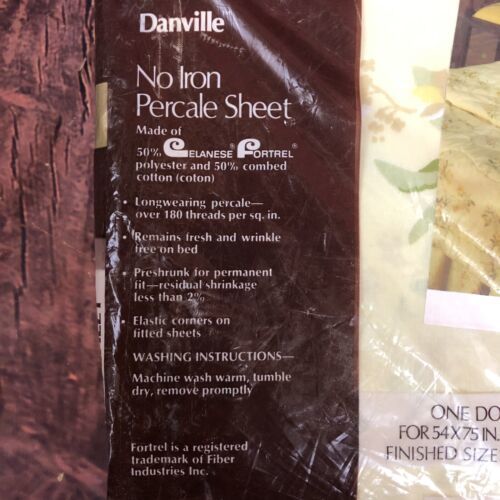 Danville
No Iron
Percale Sheet®
Made of
50% CELANESE® FORTREL®
polyester and 50% combed
cotton (coton)
• Longwearing percale—
over 180 threads per sq. in.
• Remains fresh and wrinkle
free on bed
• Preshrunk for permanent
fit—residual shrinkage
less than 2%
• Elastic corners on
fitted sheets
WASHING INSTRUCTIONS—
Machine wash warm, tumble
dry, remove promptly
Fortrel is a registered
trademark of Fiber
Industries Inc.
ONE DO
FOR 54X75 IN.
FINISHED SIZE